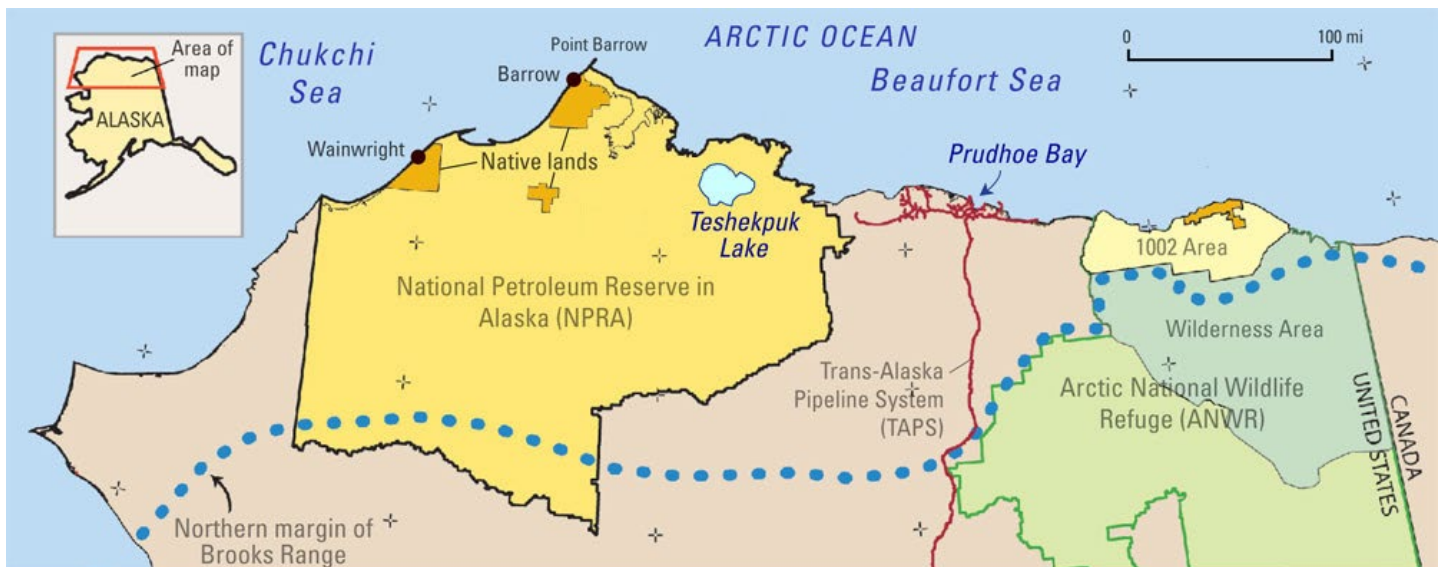 Area of
map
ALASKA
Chukchi
Sea
Point Barrow
Barrow
ARCTIC OCEAN
Beaufort Sea
0 100 mi
Wainwright
Native lands
Prudhoe Bay
Teshekpuk
Lake
1002 Area
National Petroleum Reserve in
Alaska (NPRA)
Wilderness Area
Trans-Alaska
Pipeline System
(TAPS)
Arctic National Wildlife
Refuge (ANWR)
CANADA
UNITED STATES
Northern margin of
Brooks Range